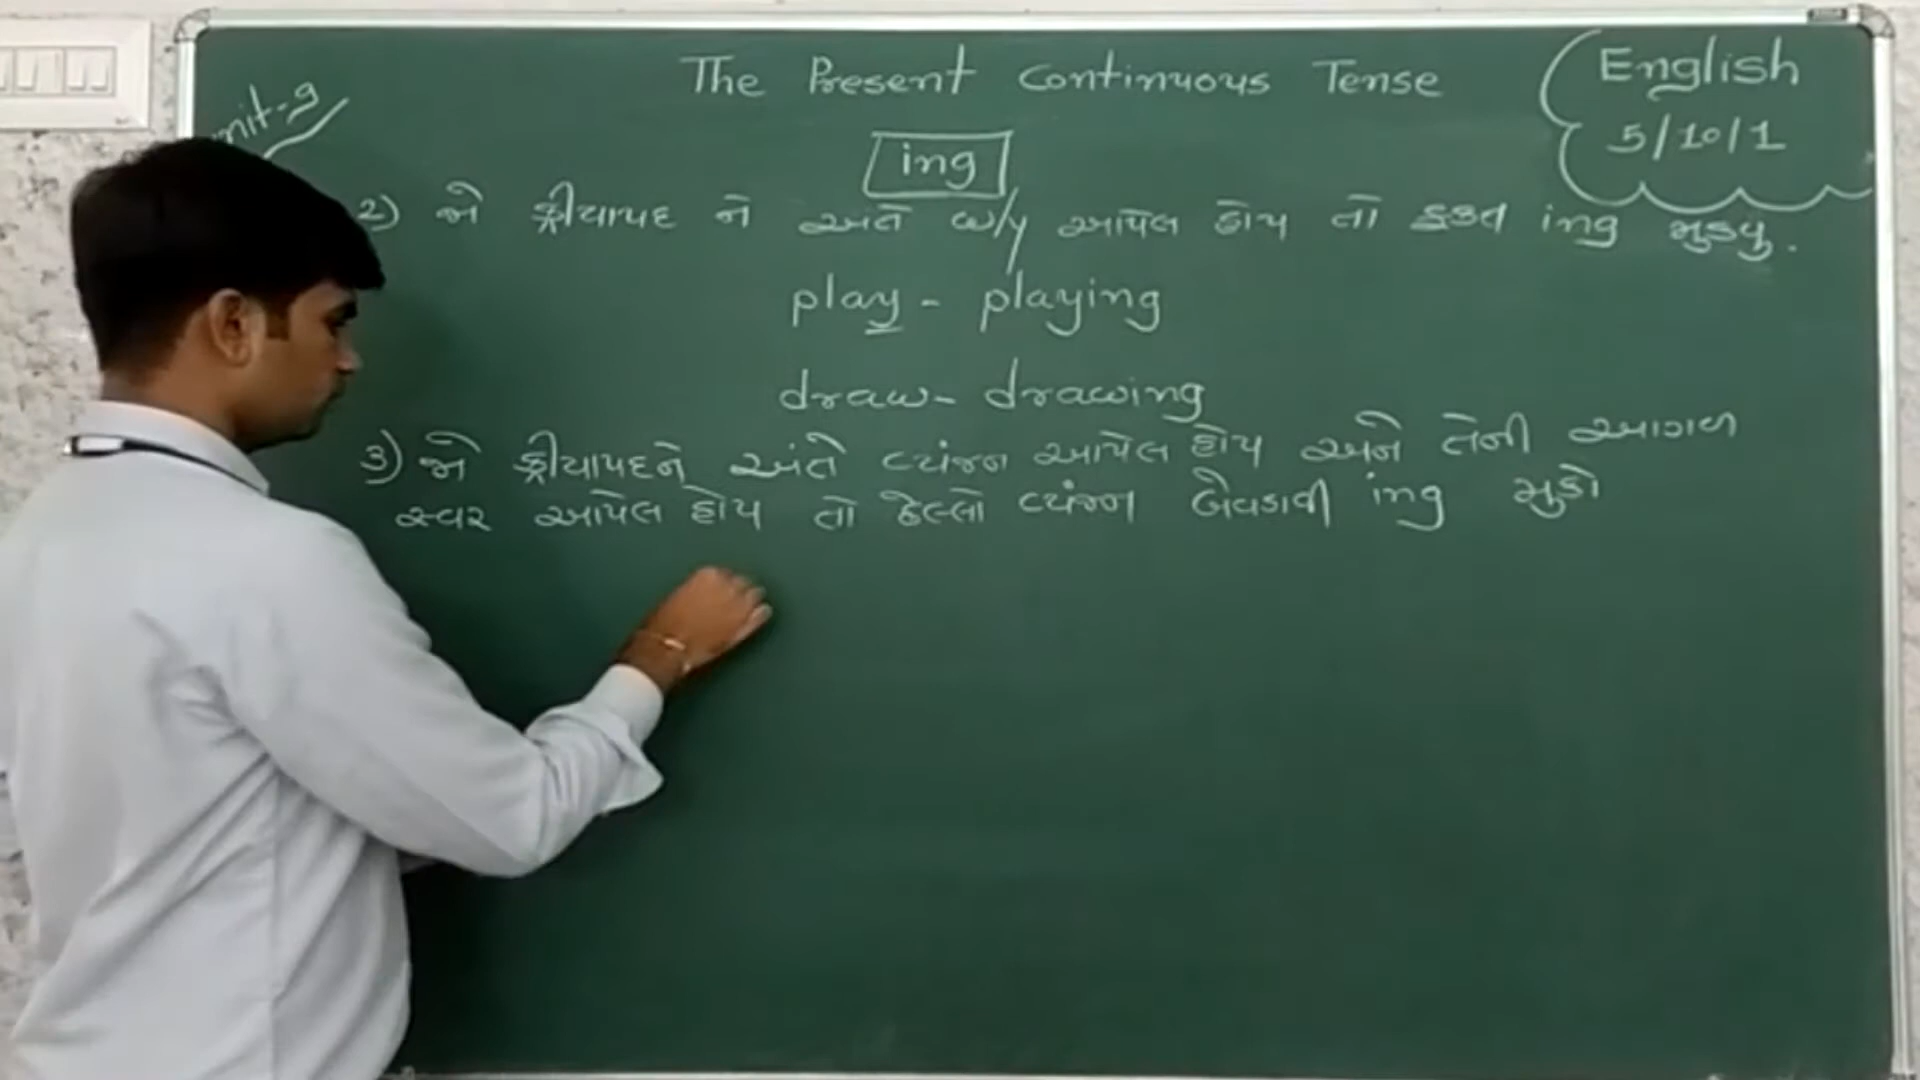 The Present Continuous Tense
English
5/10/1
ing
2) જો ક્રીયાપદ ને અંતે w/y આપેલ હોય તો ફક્ત ing મુકવુ.
play - playing
draw - drawing
3) જો ક્રીયાપદને અંતે વ્યંજન આપેલ હોય અને તેની આગળ
સ્વર આપેલ હોય તો છેલ્લો વ્યંજન બેવડાવી ing મુકો